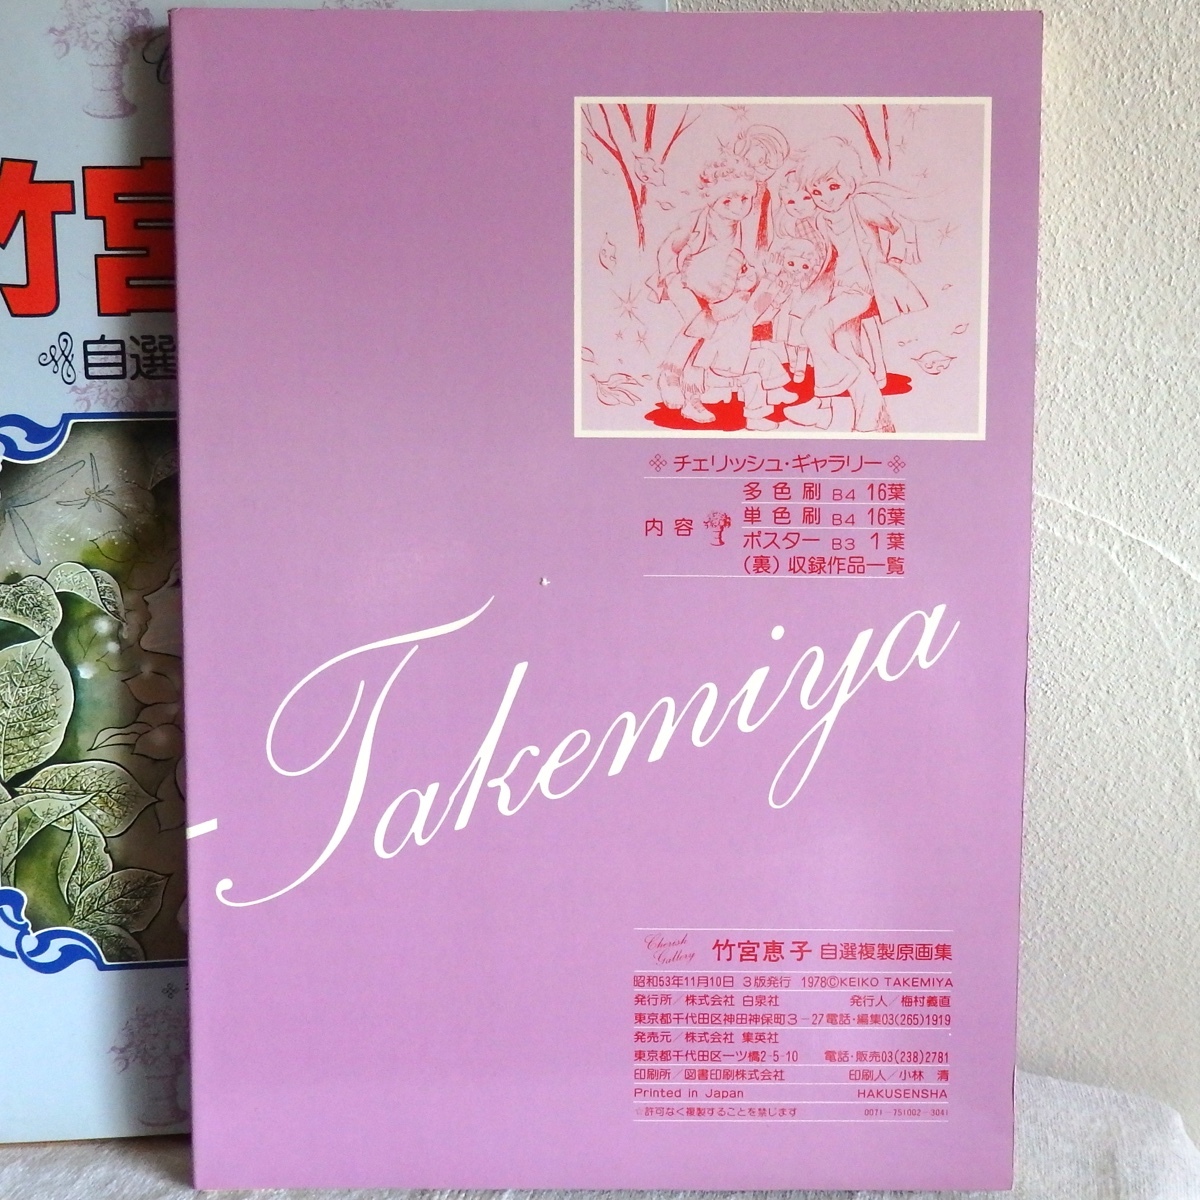 竹宮
自選
チェリッシュ・ギャラリー
内容
多色刷 B4 16葉
単色刷 B4 16葉
ポスター B3 1葉
(裏) 収録作品一覧
-Takemiya
Cherish Gallery
竹宮恵子 自選複製原画集
昭和53年11月10日 3版発行 1978©KEIKO TAKEMIYA
発行所/株式会社 白泉社 発行人/梅村義直
東京都千代田区神田神保町3-27 電話・編集03(265)1919
発売元/株式会社 集英社
東京都千代田区一ツ橋2-5-10 電話・販売03(238)2781
印刷所/図書印刷株式会社 印刷人/小林 清
Printed in Japan HAKUSENSHA
☆許可なく複製することを禁じます 0071-751002-3041